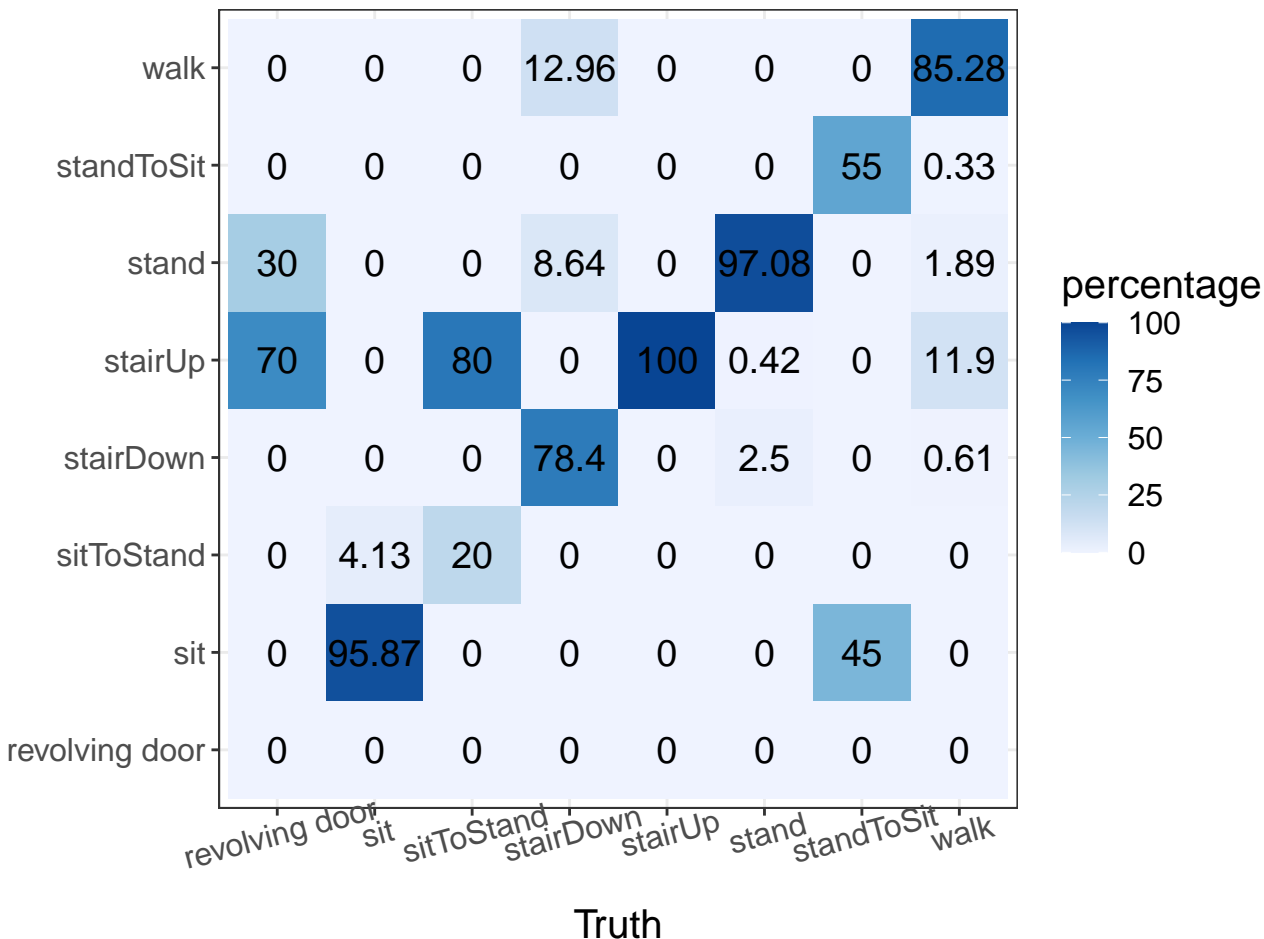 walk 0 0 0 12.96 0 0 0 85.28
standToSit 0 0 0 0 0 0 55 0.33
stand 30 0 0 8.64 0 97.08 0 1.89
stairUp 70 0 80 0 100 0.42 0 11.9
stairDown 0 0 0 78.4 0 2.5 0 0.61
sitToStand 0 4.13 20 0 0 0 0 0
sit 0 95.87 0 0 0 0 45 0
revolving door 0 0 0 0 0 0 0 0
revolving door sit sitToStand stairDown stairUp stand standToSit walk
Truth
percentage
100
75
50
25
0